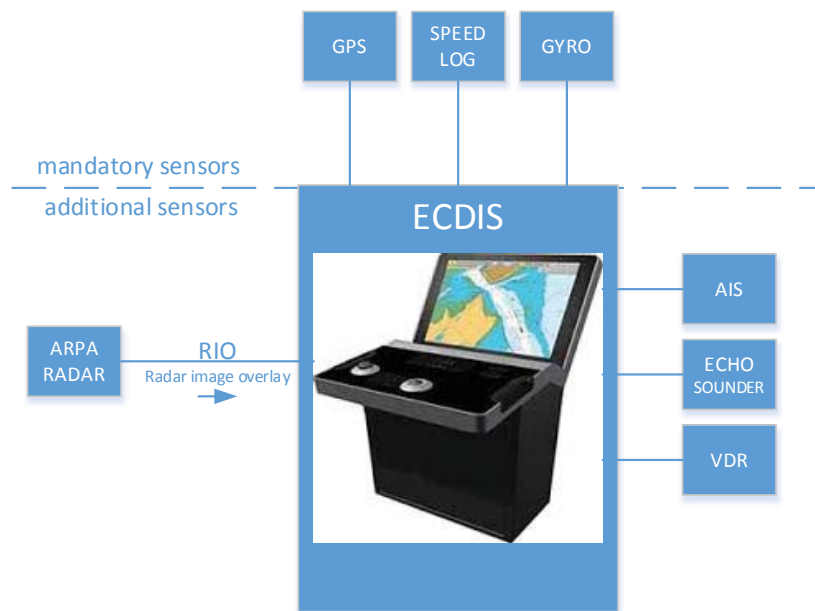 GPS
SPEED
LOG
GYRO
mandatory sensors
additional sensors
ECDIS
AIS
ARPA
RADAR
RIO
Radar image overlay
ECHO
SOUNDER
VDR